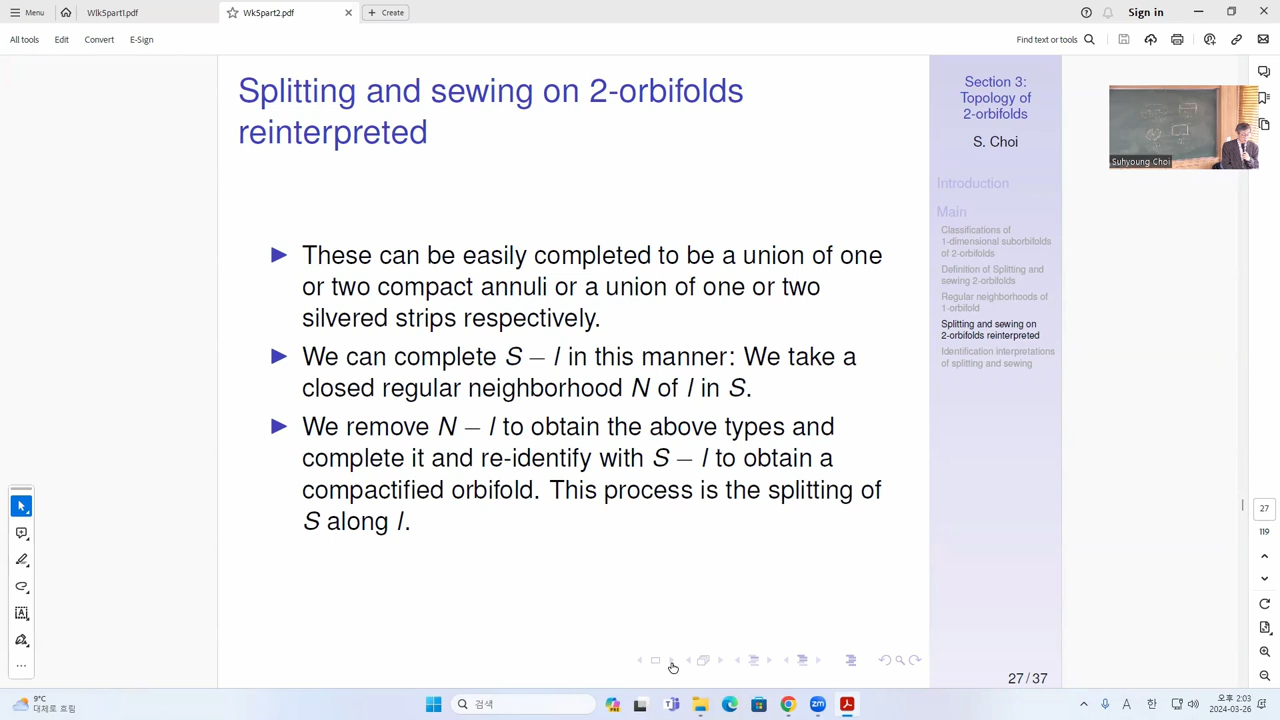 Menu
Wlk5part1.pdf
Wk5part2.pdf
Create
Sign in
All tools
Edit
Convert
E-Sign
Find text or tools
Splitting and sewing on 2-orbifolds
reinterpreted
▶ These can be easily completed to be a union of one
or two compact annuli or a union of one or two
silvered strips respectively.
▶ We can complete S − l in this manner: We take a
closed regular neighborhood N of l in S.
▶ We remove N − l to obtain the above types and
complete it and re-identify with S − l to obtain a
compactified orbifold. This process is the splitting of
S along l.
27 / 37
Section 3:
Topology of
2-orbifolds
S. Choi
Introduction
Main
Classifications of
1-dimensional suborbifolds
of 2-orbifolds
Definition of Splitting and
sewing 2-orbifolds
Regular neighborhoods of
1-orbifold
Splitting and sewing on
2-orbifolds reinterpreted
Identification interpretations
of splitting and sewing
Suhyoung Choi
27
119
9°C
대체로 흐림
검색
A
한
오후 2:03
2024-03-26